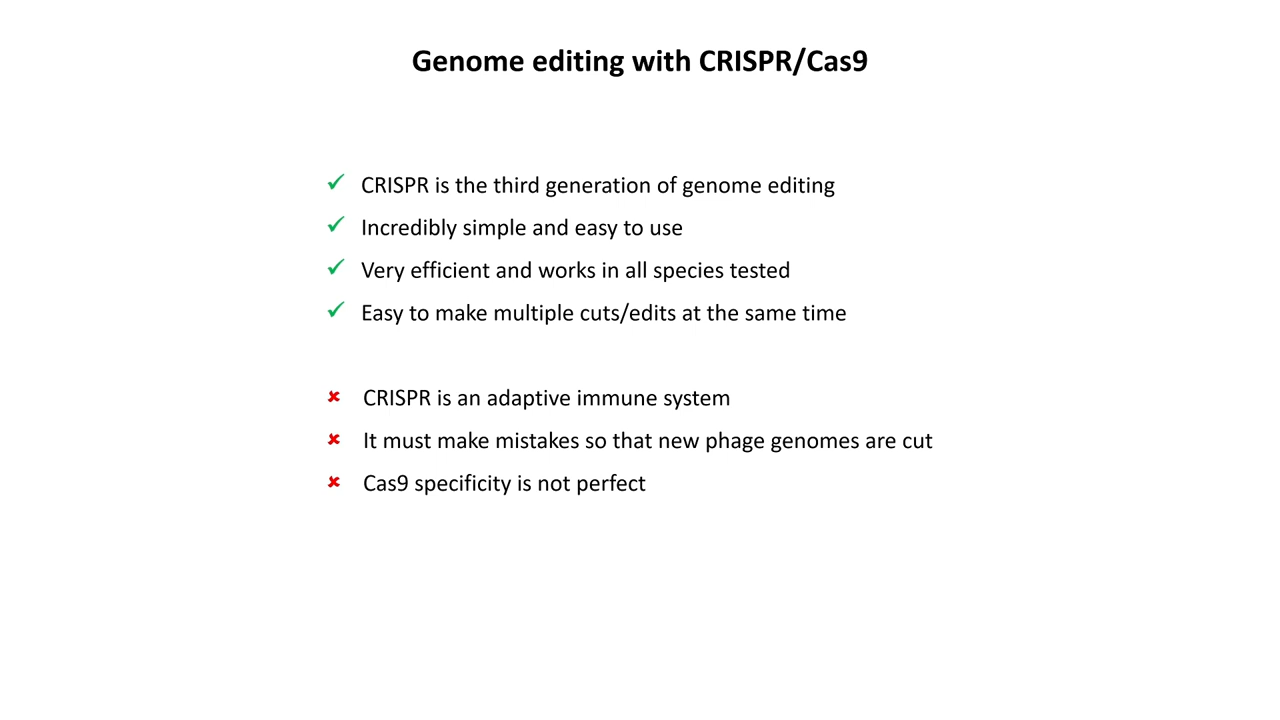 Genome editing with CRISPR/Cas9
✓ CRISPR is the third generation of genome editing
✓ Incredibly simple and easy to use
✓ Very efficient and works in all species tested
✓ Easy to make multiple cuts/edits at the same time
✘ CRISPR is an adaptive immune system
✘ It must make mistakes so that new phage genomes are cut
✘ Cas9 specificity is not perfect